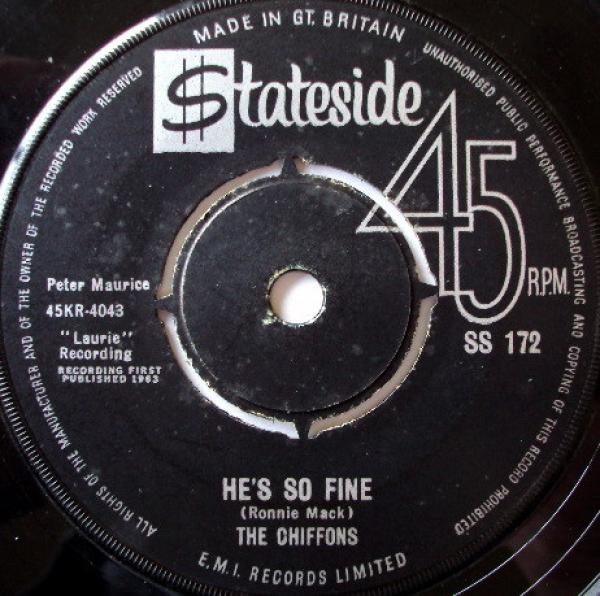 MADE IN GT. BRITAIN
UNAUTHORISED PUBLIC PERFORMANCE BROADCASTING AND COPYING OF THIS RECORD PROHIBITED
ALL RIGHTS OF THE MANUFACTURER AND OF THE OWNER OF THE RECORDED WORK RESERVED
$tateside
45
R.P.M.
Peter Maurice
45KR-4043
SS 172
"Laurie"
Recording
RECORDING FIRST
PUBLISHED 1963
HE'S SO FINE
(Ronnie Mack)
THE CHIFFONS
E.M.I. RECORDS LIMITED